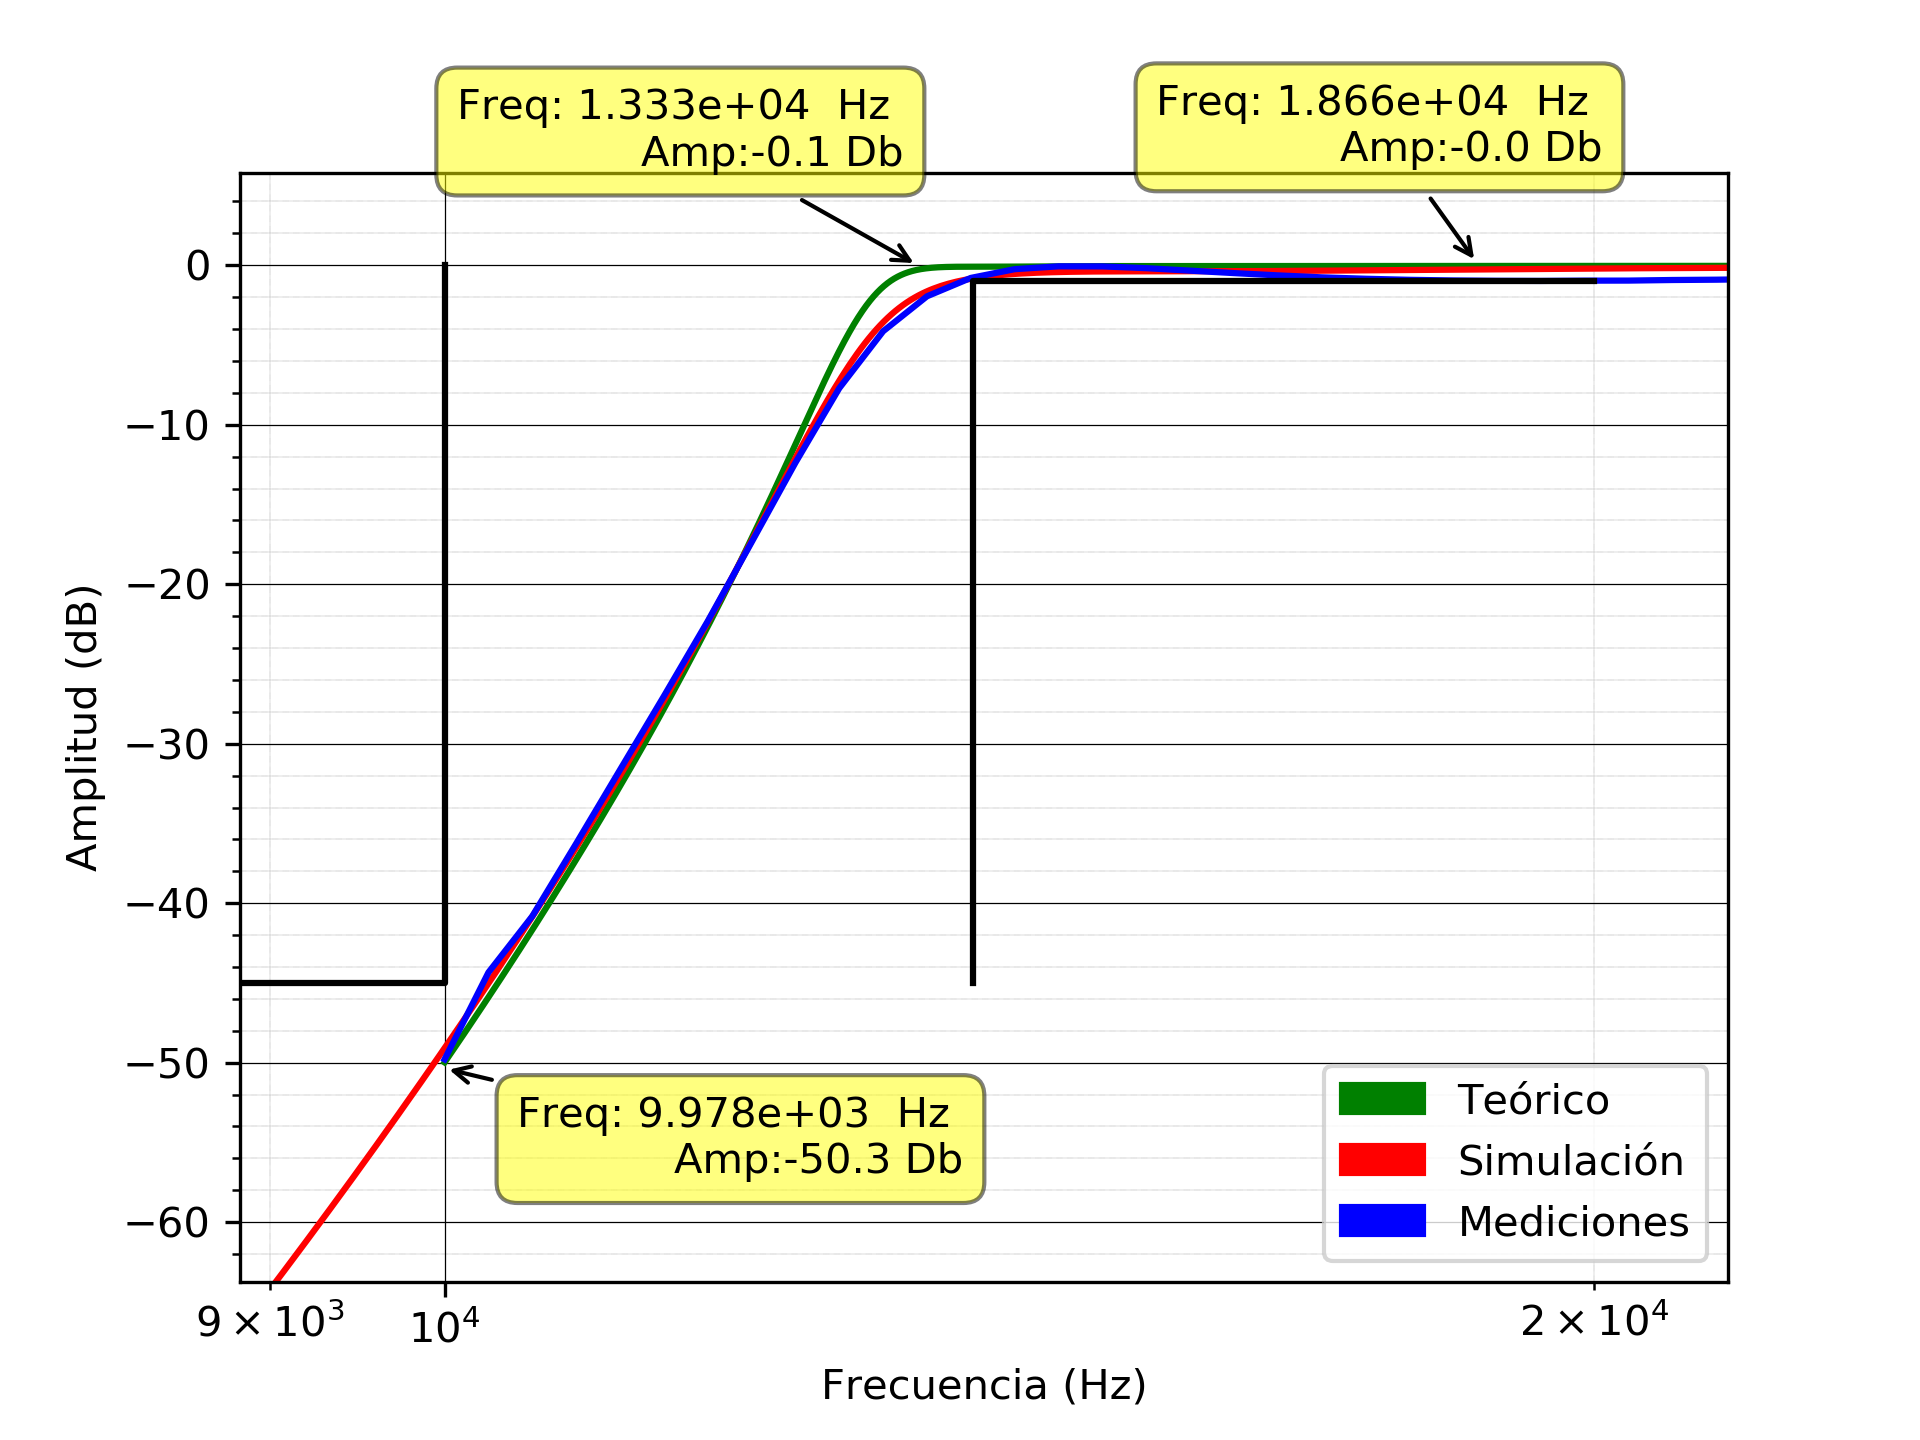 Freq: 1.333e+04  Hz
Amp:-0.1 Db
Freq: 1.866e+04  Hz
Amp:-0.0 Db
0
−10
−20
−30
−40
−50
−60
Amplitud (dB)
Freq: 9.978e+03  Hz
Amp:-50.3 Db
Teórico
Simulación
Mediciones
9 × 10³
10⁴
2 × 10⁴
Frecuencia (Hz)